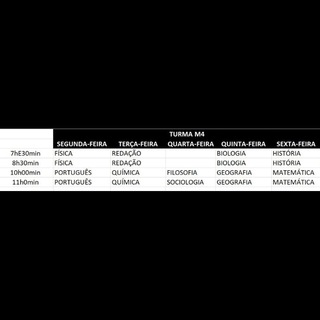 TURMA M4
SEGUNDA-FEIRA TERÇA-FEIRA QUARTA-FEIRA QUINTA-FEIRA SEXTA-FEIRA
7hE30min FÍSICA REDAÇÃO BIOLOGIA HISTÓRIA
8h30min FÍSICA REDAÇÃO BIOLOGIA HISTÓRIA
10h00min PORTUGUÊS QUÍMICA FILOSOFIA GEOGRAFIA MATEMÁTICA
11h0min PORTUGUÊS QUÍMICA SOCIOLOGIA GEOGRAFIA MATEMÁTICA